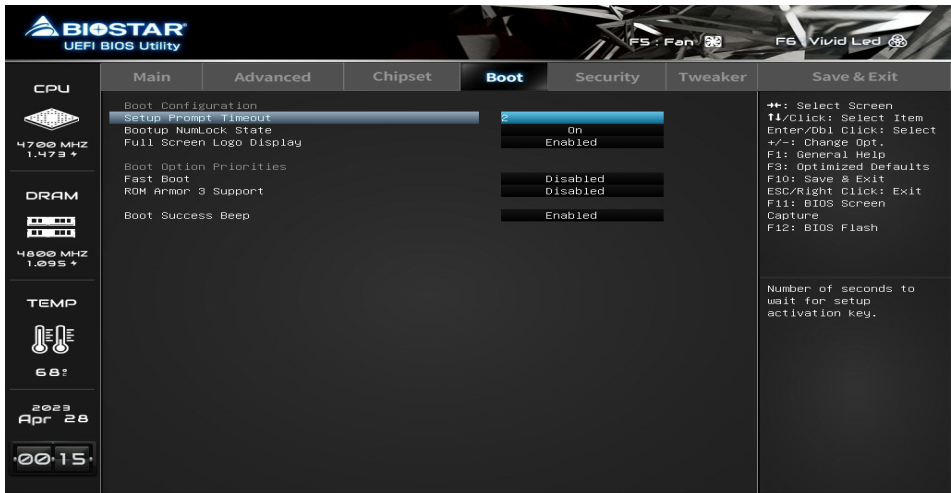 BIOSTAR®
UEFI BIOS Utility
F5 : Fan
F6 Vivid Led
Main Advanced Chipset Boot Security Tweaker Save & Exit
CPU
4700 MHZ
1.473
DRAM
4800 MHZ
1.095
TEMP
68
2023
Apr 28
00 15
Boot Configuration
Setup Prompt Timeout 2
Bootup NumLock State On
Full Screen Logo Display Enabled
Boot Option Priorities
Fast Boot Disabled
ROM Armor 3 Support Disabled
Boot Success Beep Enabled
→←: Select Screen
↑↓/Click: Select Item
Enter/Dbl Click: Select
+/-: Change Opt.
F1: General Help
F3: Optimized Defaults
F10: Save & Exit
ESC/Right Click: Exit
F11: BIOS Screen
Capture
F12: BIOS Flash
Number of seconds to
wait for setup
activation key.